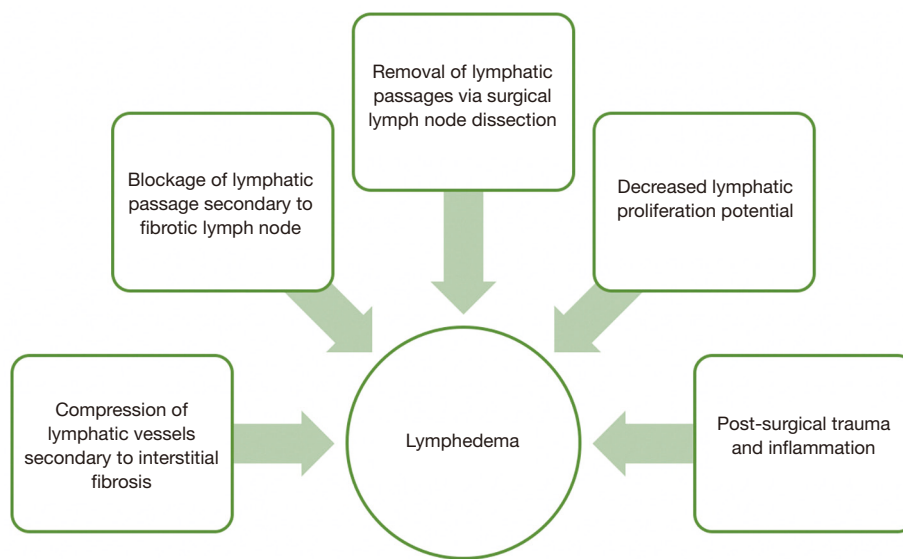 Removal of lymphatic
passages via surgical
lymph node dissection
Blockage of lymphatic
passage secondary to
fibrotic lymph node
Decreased lymphatic
proliferation potential
Compression of
lymphatic vessels
secondary to interstitial
fibrosis
Lymphedema
Post-surgical trauma
and inflammation